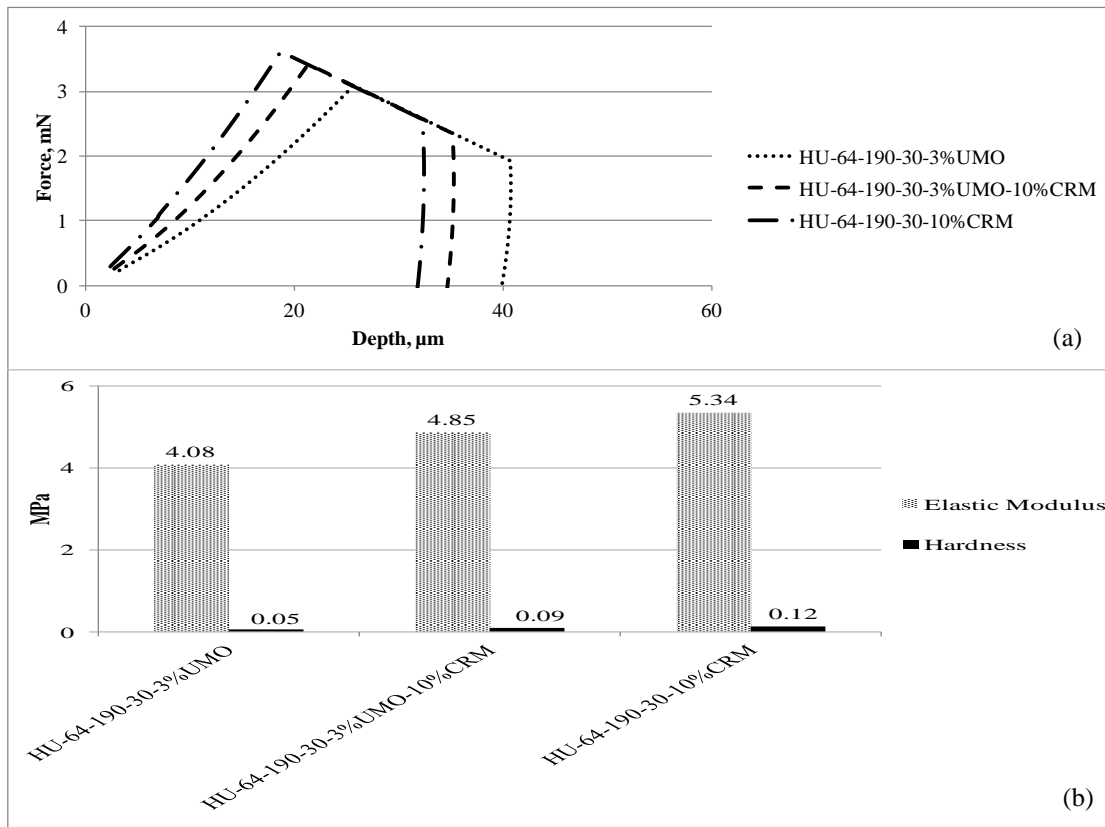 4
3
2
1
0
Force, mN
0 20 40 60
Depth, µm
HU-64-190-30-3%UMO
HU-64-190-30-3%UMO-10%CRM
HU-64-190-30-10%CRM
(a)
6
4
2
0
MPa
4.08
0.05
4.85
0.09
5.34
0.12
HU-64-190-30-3%UMO
HU-64-190-30-3%UMO-10%CRM
HU-64-190-30-10%CRM
Elastic Modulus
Hardness
(b)